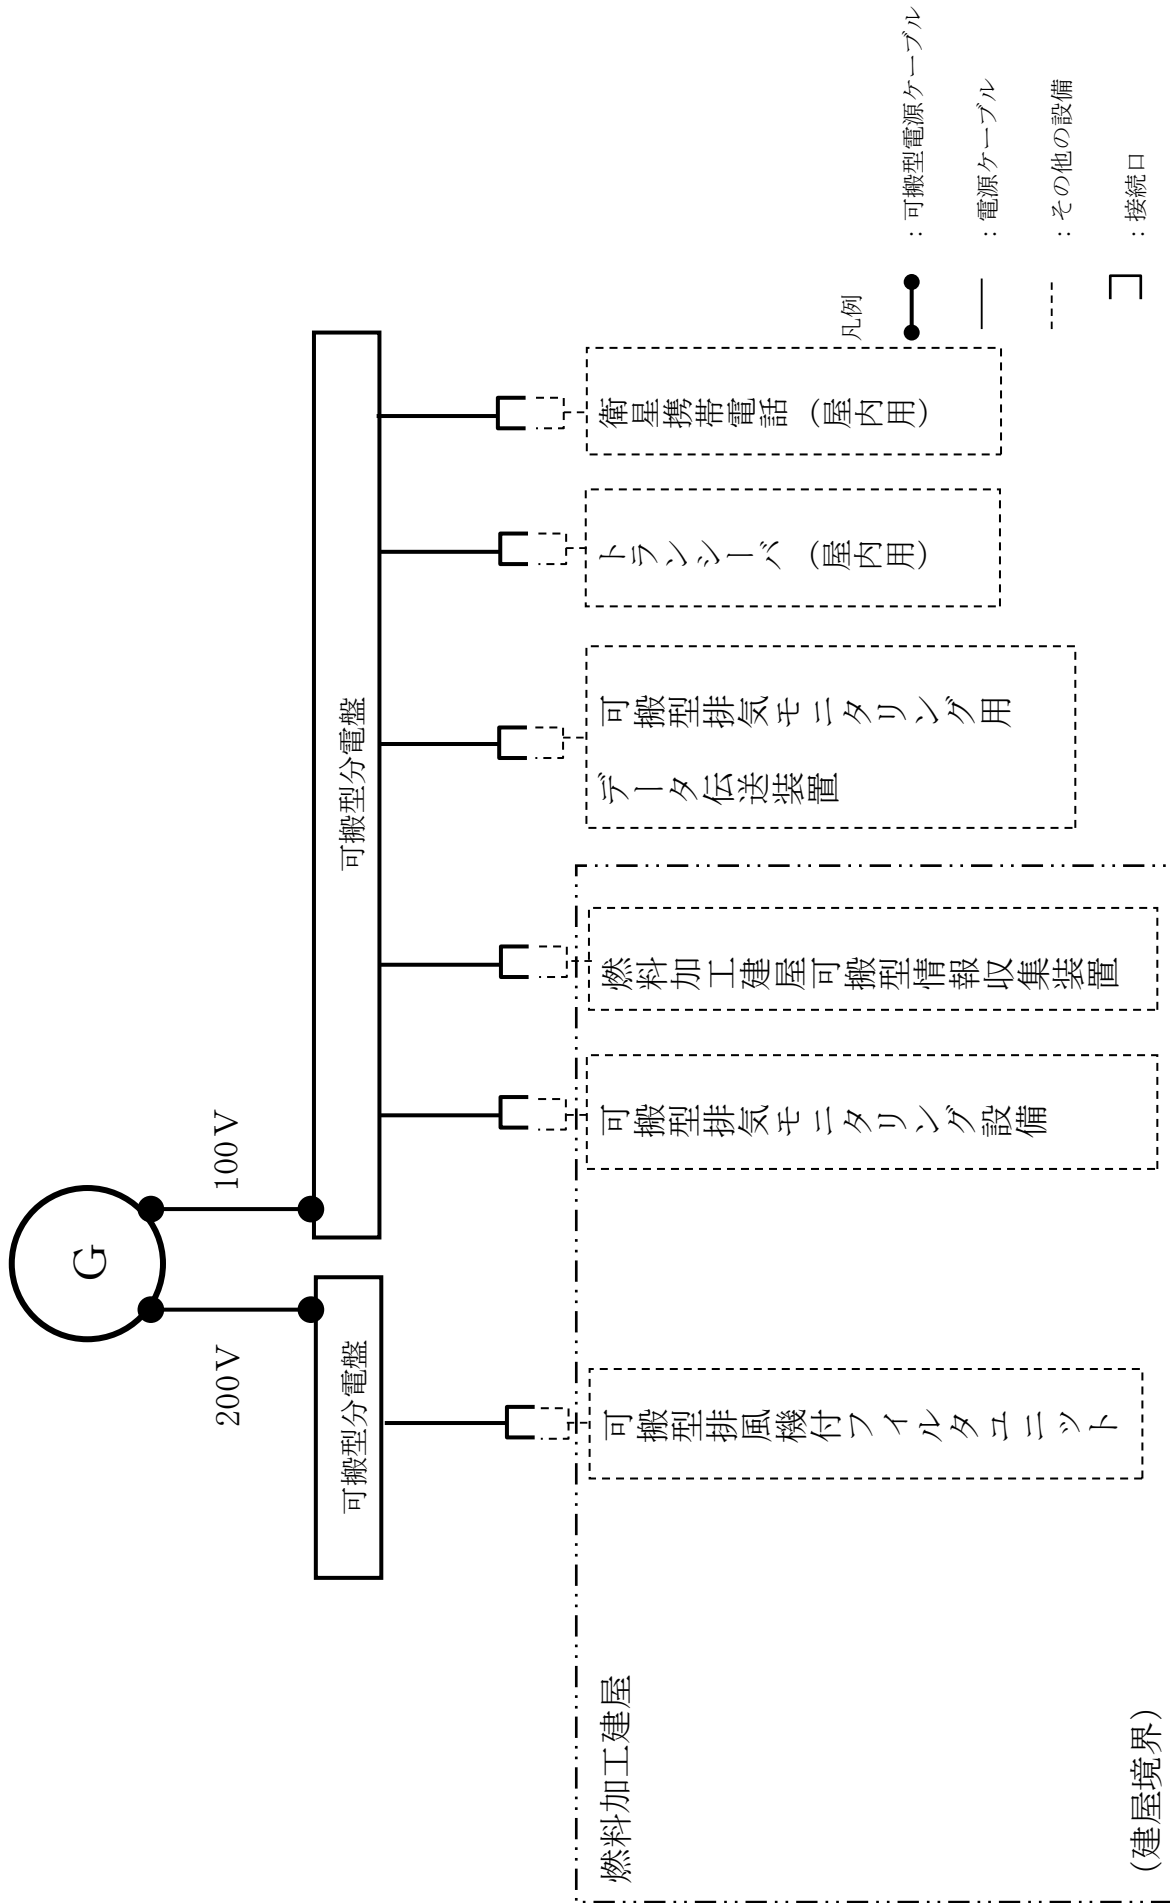 G
200V
100V
可搬型分電盤
可搬型分電盤
燃料加工建屋
可搬型排風機付フィルタユニット
可搬型排気モニタリング設備
燃料加工建屋可搬型情報収集装置
可搬型排気モニタリング用
データ伝送装置
トランシーバ（屋内用）
衛星携帯電話（屋内用）
（建屋境界）
凡例
：可搬型電源ケーブル
：電源ケーブル
：その他の設備
：接続口